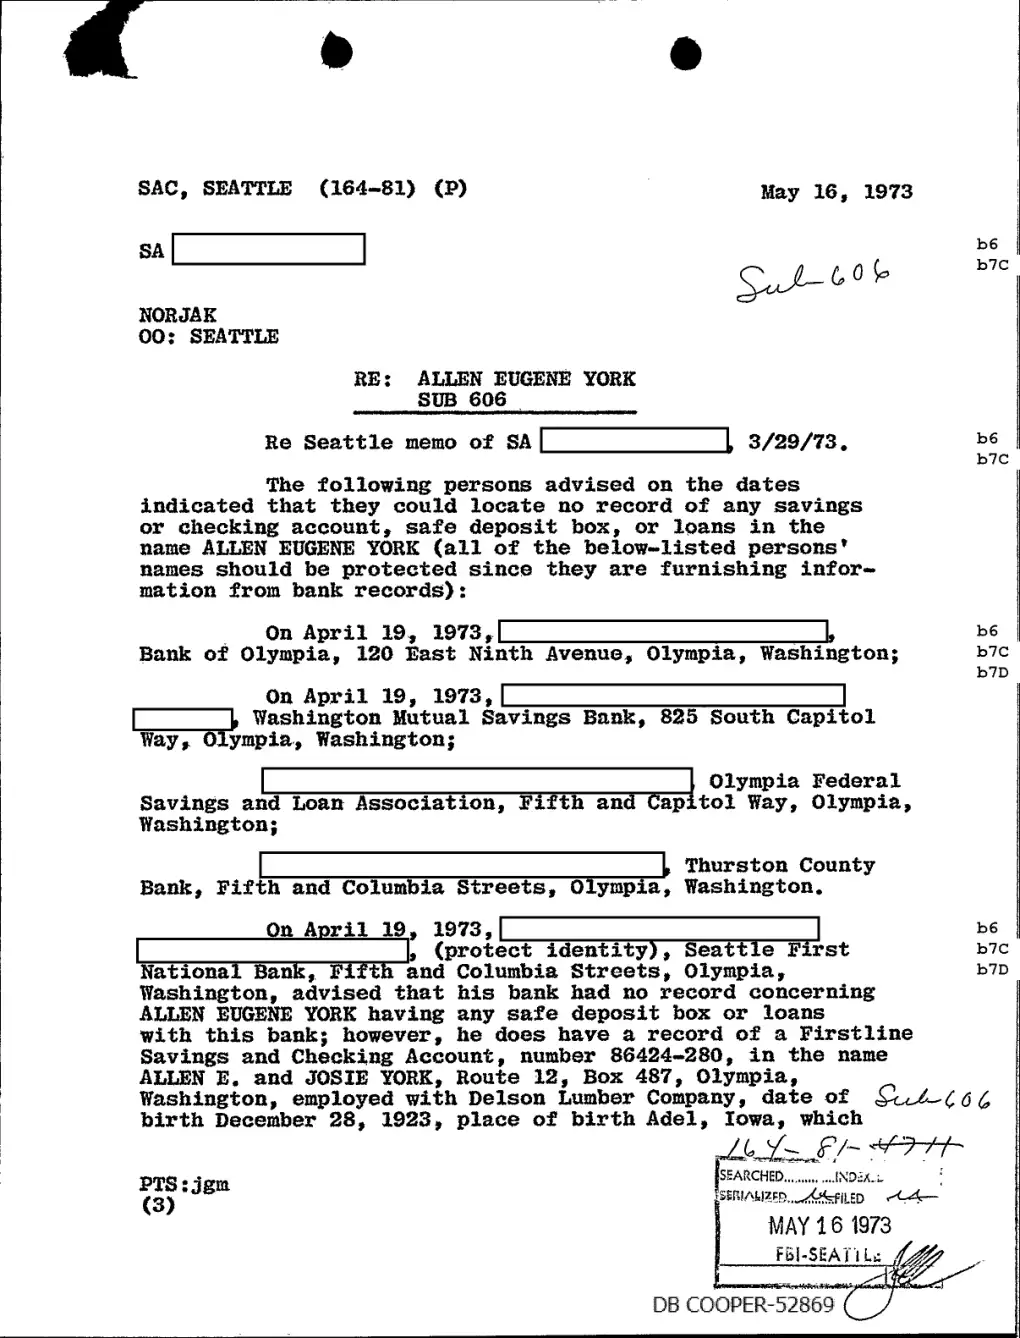 SAC, SEATTLE (164-81) (P)
May 16, 1973
SA
b6
b7C
Sub 606
NORJAK
OO: SEATTLE
RE: ALLEN EUGENE YORK
SUB 606
Re Seattle memo of SA , 3/29/73.
b6
b7C
The following persons advised on the dates
indicated that they could locate no record of any savings
or checking account, safe deposit box, or loans in the
name ALLEN EUGENE YORK (all of the below-listed persons'
names should be protected since they are furnishing infor-
mation from bank records):
On April 19, 1973, ,
Bank of Olympia, 120 East Ninth Avenue, Olympia, Washington;
b6
b7C
b7D
On April 19, 1973,
, Washington Mutual Savings Bank, 825 South Capitol
Way, Olympia, Washington;
, Olympia Federal
Savings and Loan Association, Fifth and Capitol Way, Olympia,
Washington;
, Thurston County
Bank, Fifth and Columbia Streets, Olympia, Washington.
On April 19, 1973,
, (protect identity), Seattle First
National Bank, Fifth and Columbia Streets, Olympia,
b6
b7C
b7D
Washington, advised that his bank had no record concerning
ALLEN EUGENE YORK having any safe deposit box or loans
with this bank; however, he does have a record of a Firstline
Savings and Checking Account, number 86424-280, in the name
ALLEN E. and JOSIE YORK, Route 12, Box 487, Olympia,
Washington, employed with Delson Lumber Company, date of
birth December 28, 1923, place of birth Adel, Iowa, which
Sub 606
164-81-4711
PTS:jgm
(3)
SEARCHED
SERIALIZED FILED
MAY 16 1973
FBI-SEATTLE
DB COOPER-52869